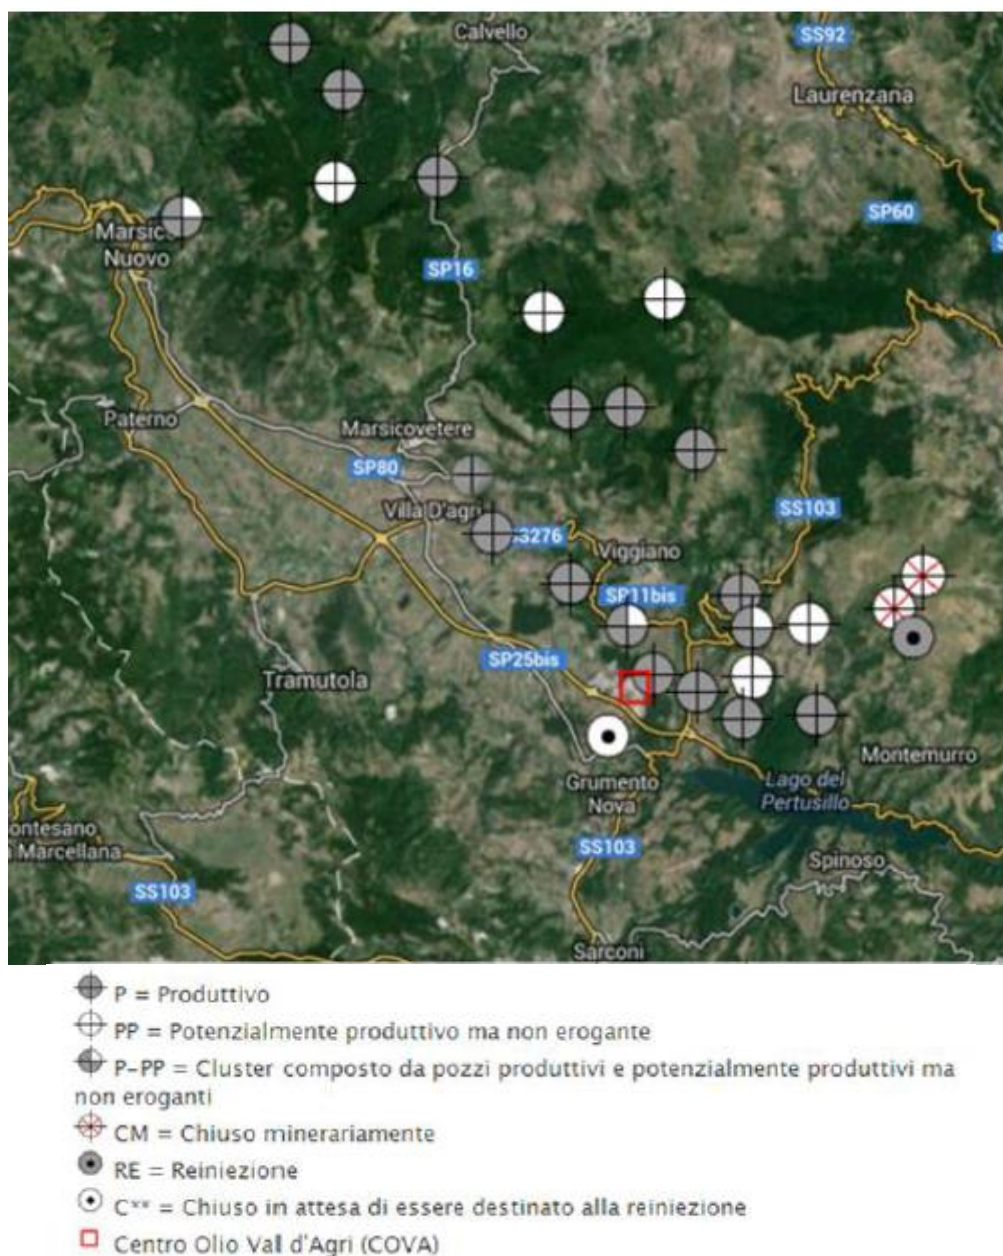 Calvello
SS92
Laurenzana
SP60
Marsic
Nuovo
SP16
Paterno
Marsicovetere
SP80
Villa D'agri
SS103
S3276
Viggiano
SP11bis
SP25bis
Tramutola
Montemurro
Grumento
Nova
Lago del
Pertusillo
ontesano
Marcellana
SS103
Spinoso
SS103
Sarconi
P = Produttivo
PP = Potenzialmente produttivo ma non erogante
P-PP = Cluster composto da pozzi produttivi e potenzialmente produttivi ma
non eroganti
CM = Chiuso minerariamente
RE = Reiniezione
C** = Chiuso in attesa di essere destinato alla reiniezione
Centro Olio Val d'Agri (COVA)